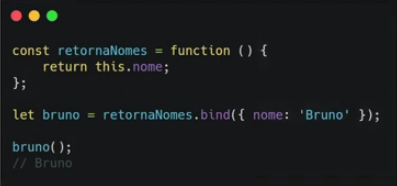 const retornaNomes = function () {
    return this.nome;
};
let bruno = retornaNomes.bind({ nome: 'Bruno' });
bruno();
// Bruno